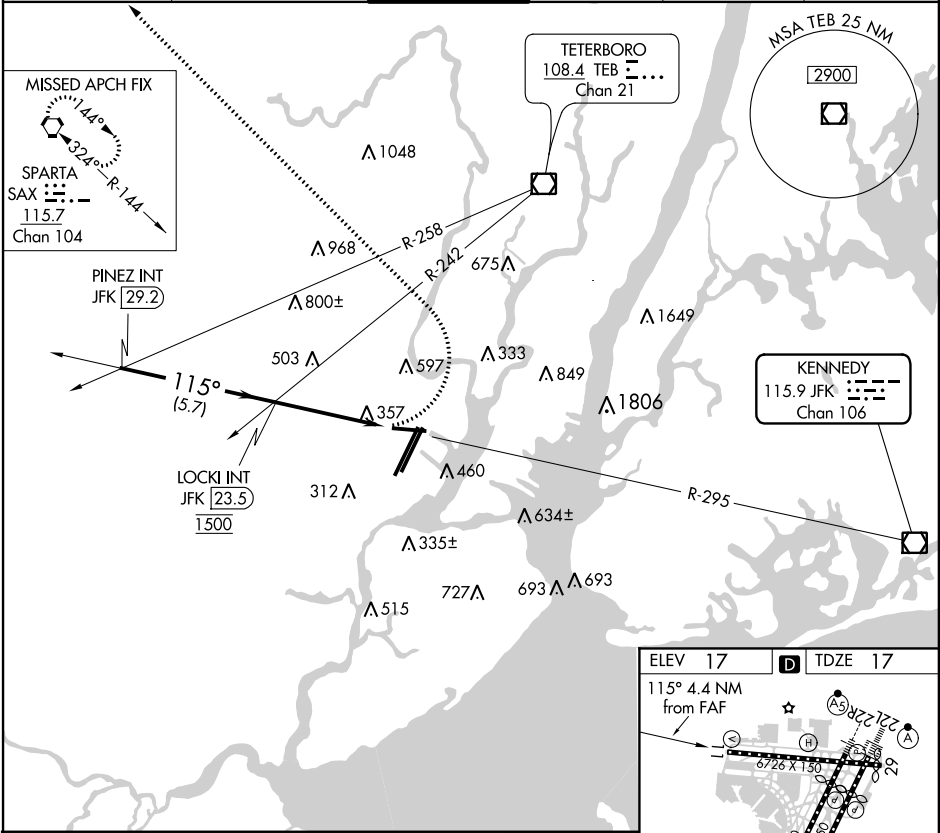 MSA TEB 25 NM
2900
TETERBORO
108.4 TEB
Chan 21
MISSED APCH FIX
144°
324°
R-144
SPARTA
SAX
115.7
Chan 104
1048
968
R-258
R-242
675
PINEZ INT
JFK 29.2
800±
1649
503
597
333
849
115°
(5.7)
KENNEDY
115.9 JFK
Chan 106
357
1806
LOCKI INT
JFK 23.5
1500
460
312
R-295
634±
335±
727
693
693
515
ELEV 17
D
TDZE 17
115° 4.4 NM
from FAF
A5
22R
22L
A
V
H
11
6726 X 150
P
29
P
P